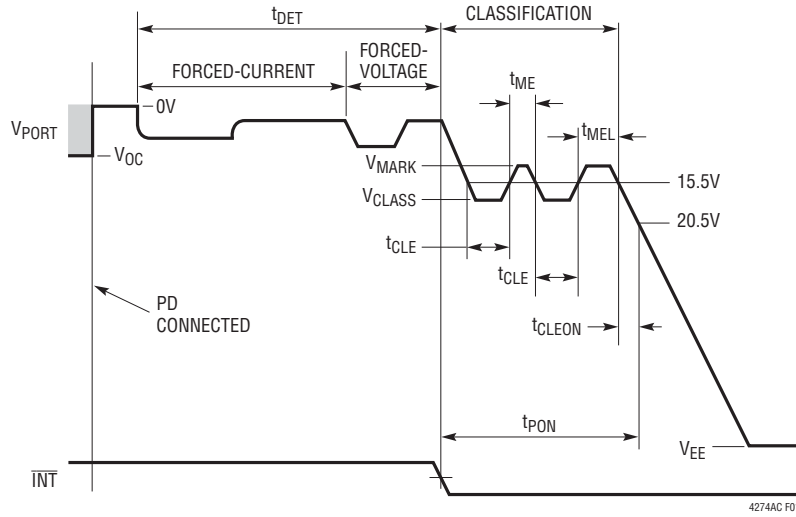 tDET
CLASSIFICATION
FORCED-CURRENT
FORCED-
VOLTAGE
tME
0V
VPORT
tMEL
VOC
VMARK
15.5V
VCLASS
20.5V
tCLE
tCLE
PD
CONNECTED
tCLEON
tPON
VEE
INT
4274AC F01